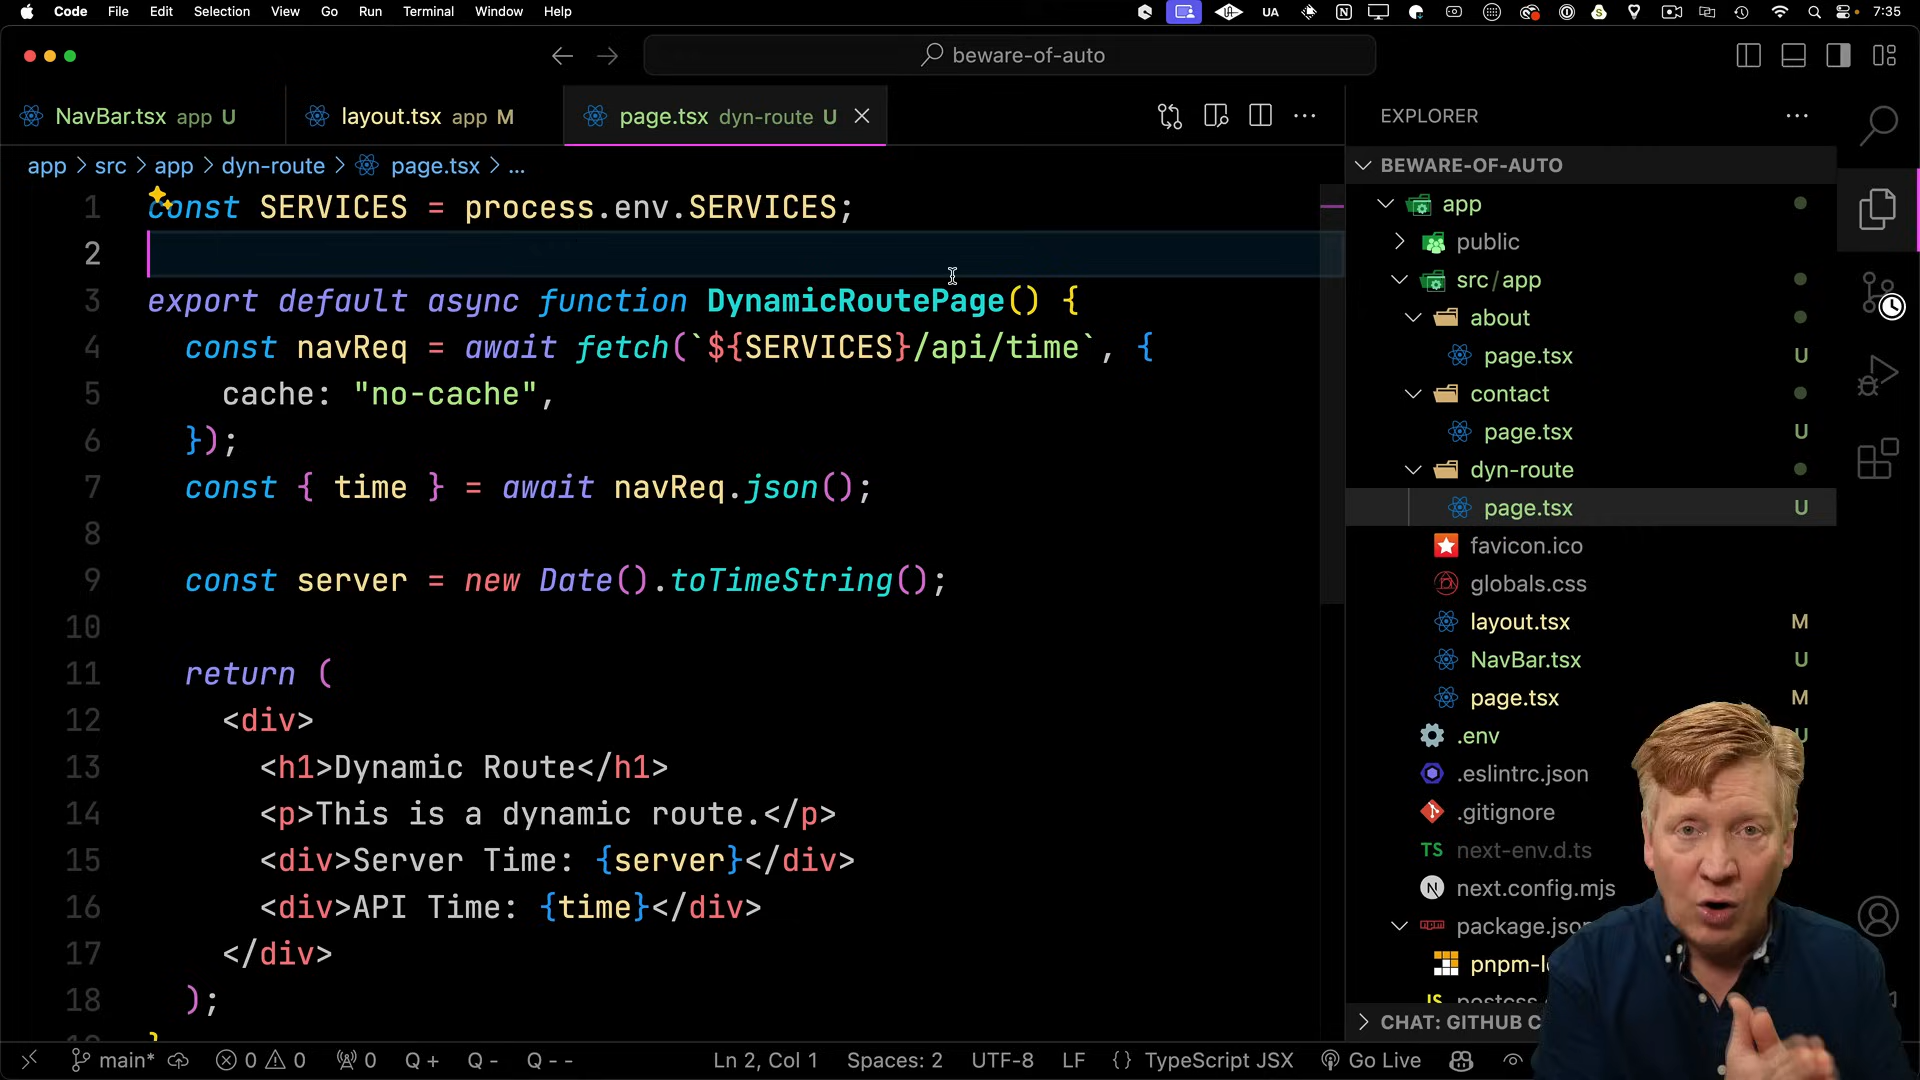 Code File Edit Selection View Go Run Terminal Window Help UA 7:35
beware-of-auto
NavBar.tsx app U
layout.tsx app M
page.tsx dyn-route U
app > src > app > dyn-route > page.tsx > ...
1 const SERVICES = process.env.SERVICES;
2
3 export default async function DynamicRoutePage() {
4 const navReq = await fetch(`${SERVICES}/api/time`, {
5 cache: "no-cache",
6 });
7 const { time } = await navReq.json();
8
9 const server = new Date().toTimeString();
10
11 return (
12 <div>
13 <h1>Dynamic Route</h1>
14 <p>This is a dynamic route.</p>
15 <div>Server Time: {server}</div>
16 <div>API Time: {time}</div>
17 </div>
18 );
}
EXPLORER
BEWARE-OF-AUTO
app
public
src/app
about
page.tsx U
contact
page.tsx U
dyn-route
page.tsx U
favicon.ico
globals.css
layout.tsx M
NavBar.tsx U
page.tsx M
.env U
.eslintrc.json
.gitignore
TS next-env.d.ts
N next.config.mjs
package.json
pnpm-l
JS postcss.
CHAT: GITHUB C
main* 0 0 0 Q + Q - Q -- Ln 2, Col 1 Spaces: 2 UTF-8 LF {} TypeScript JSX Go Live